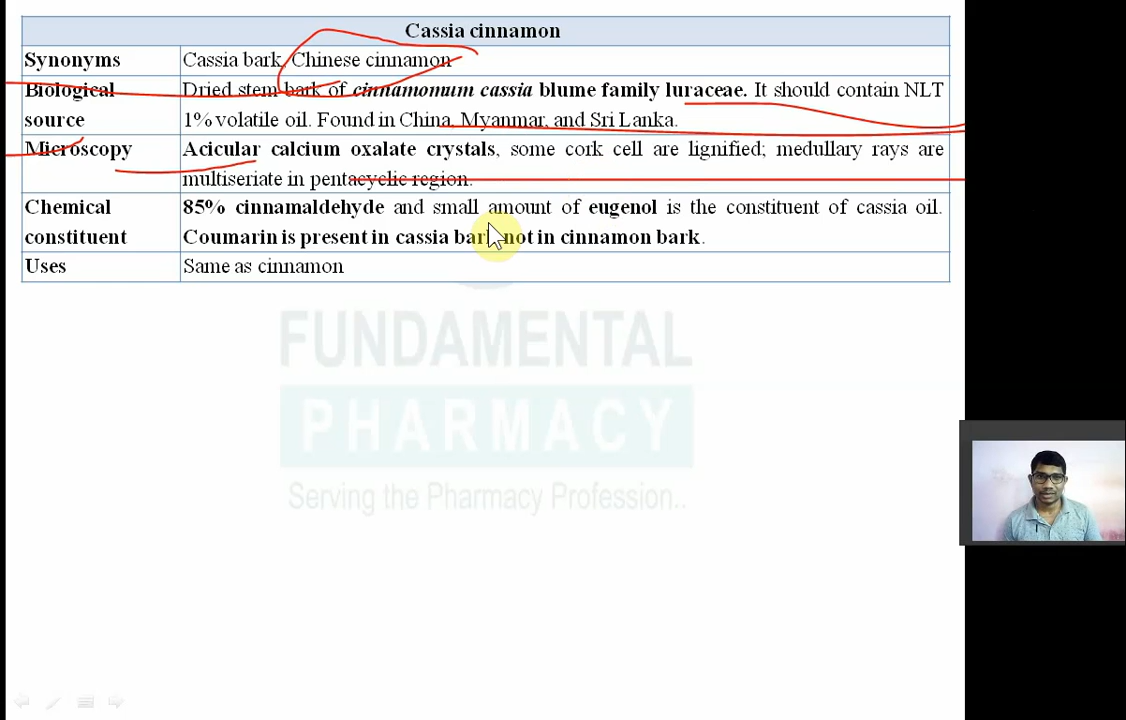 Cassia cinnamon
Synonyms Cassia bark, Chinese cinnamon
Biological Dried stem bark of cinnamomum cassia blume family luraceae. It should contain NLT
source 1% volatile oil. Found in China, Myanmar, and Sri Lanka.
Microscopy Acicular calcium oxalate crystals, some cork cell are lignified; medullary rays are
multiseriate in pentacyclic region.
Chemical 85% cinnamaldehyde and small amount of eugenol is the constituent of cassia oil.
constituent Coumarin is present in cassia bark not in cinnamon bark.
Uses Same as cinnamon
FUNDAMENTAL
PHARMACY
Serving the Pharmacy Profession..